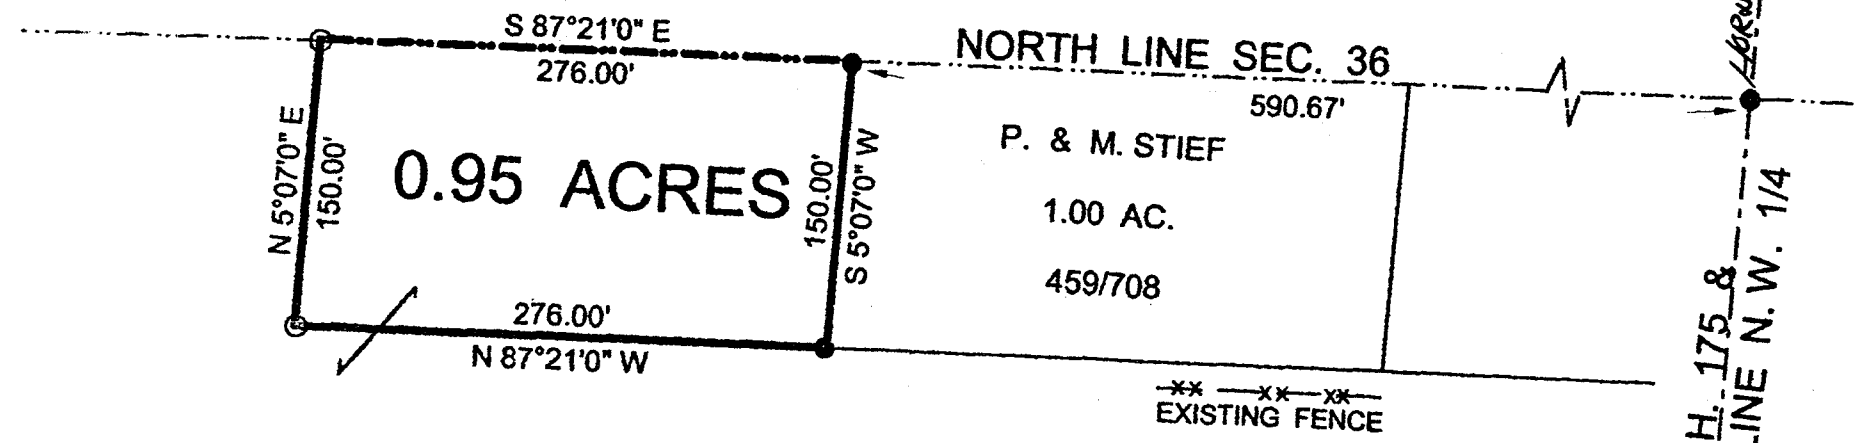 S 87°21'0" E
276.00'
NORTH LINE SEC. 36
590.67'
N 5°07'0" E
150.00'
0.95 ACRES
150.00'
S 5°07'0" W
P. & M. STIEF
1.00 AC.
459/708
276.00'
N 87°21'0" W
EXISTING FENCE
H. 175 &
LINE N. W. 1/4